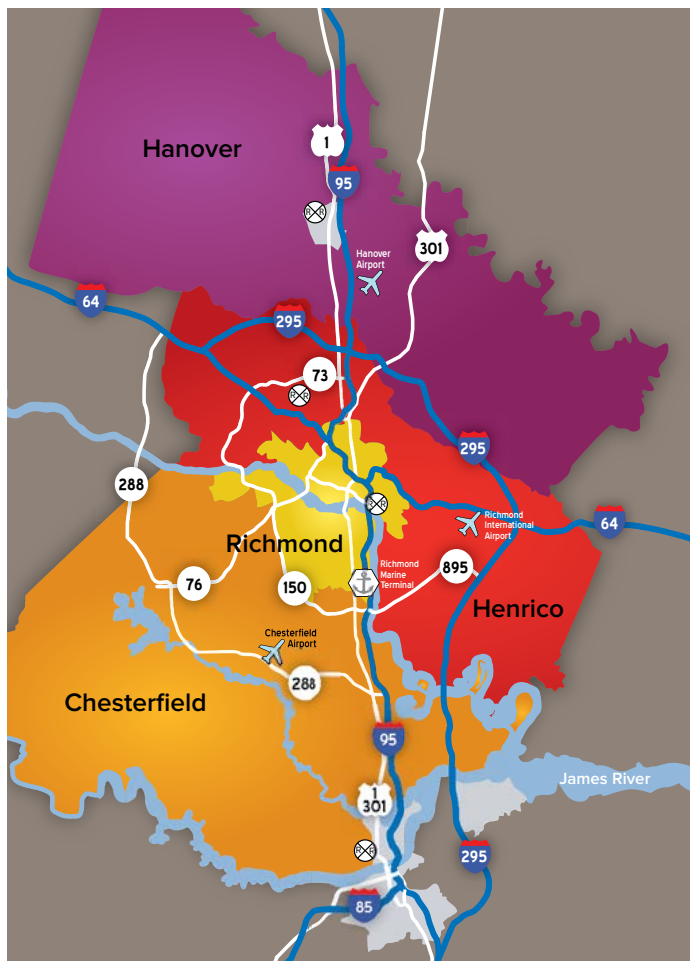 1
Hanover
95
R R
301
Hanover
Airport
64
295
73
R R
295
288
R R
Richmond
International
Airport
64
Richmond
Richmond
Marine
Terminal
895
76
150
Henrico
Chesterfield
Airport
288
Chesterfield
95
James River
1
301
R R
295
85